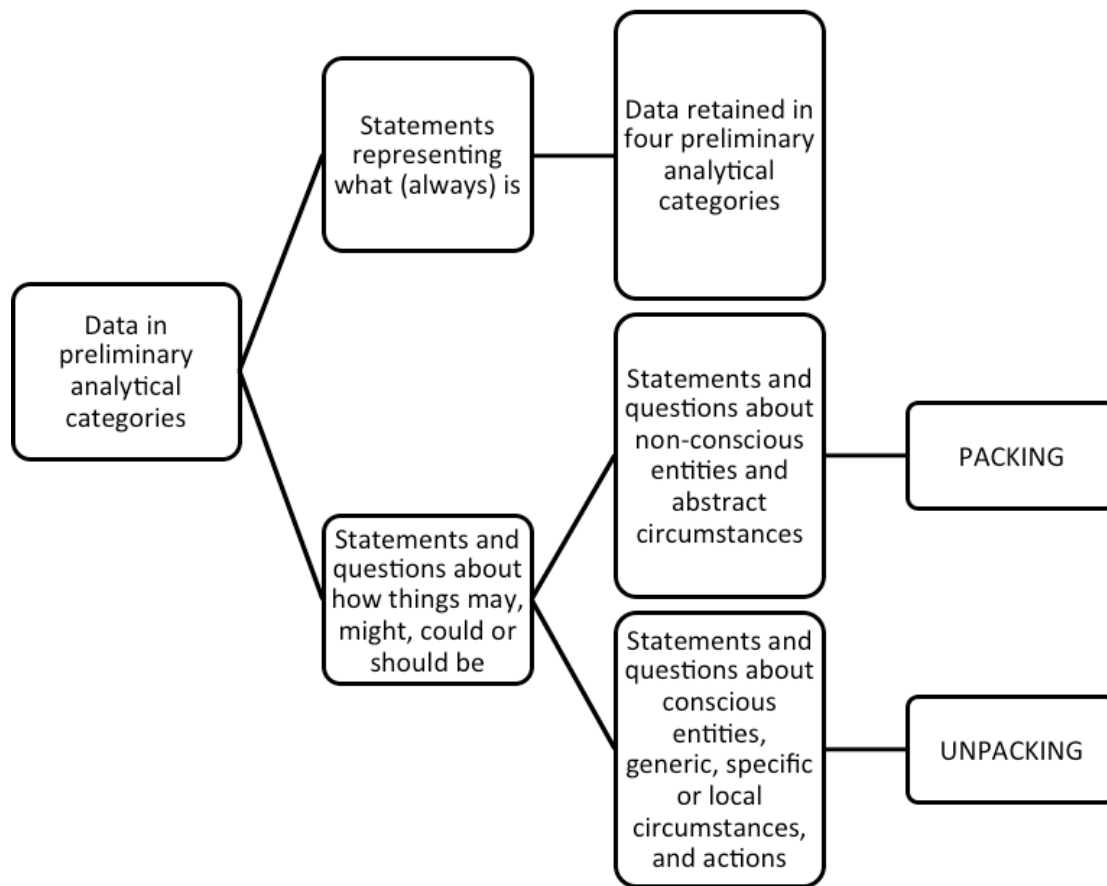 Data in
preliminary
analytical
categories
Statements
representing
what (always) is
Data retained in
four preliminary
analytical
categories
Statements and
questions about
how things may,
might, could or
should be
Statements and
questions about
non-conscious
entities and
abstract
circumstances
PACKING
Statements and
questions about
conscious
entities,
generic, specific
or local
circumstances,
and actions
UNPACKING